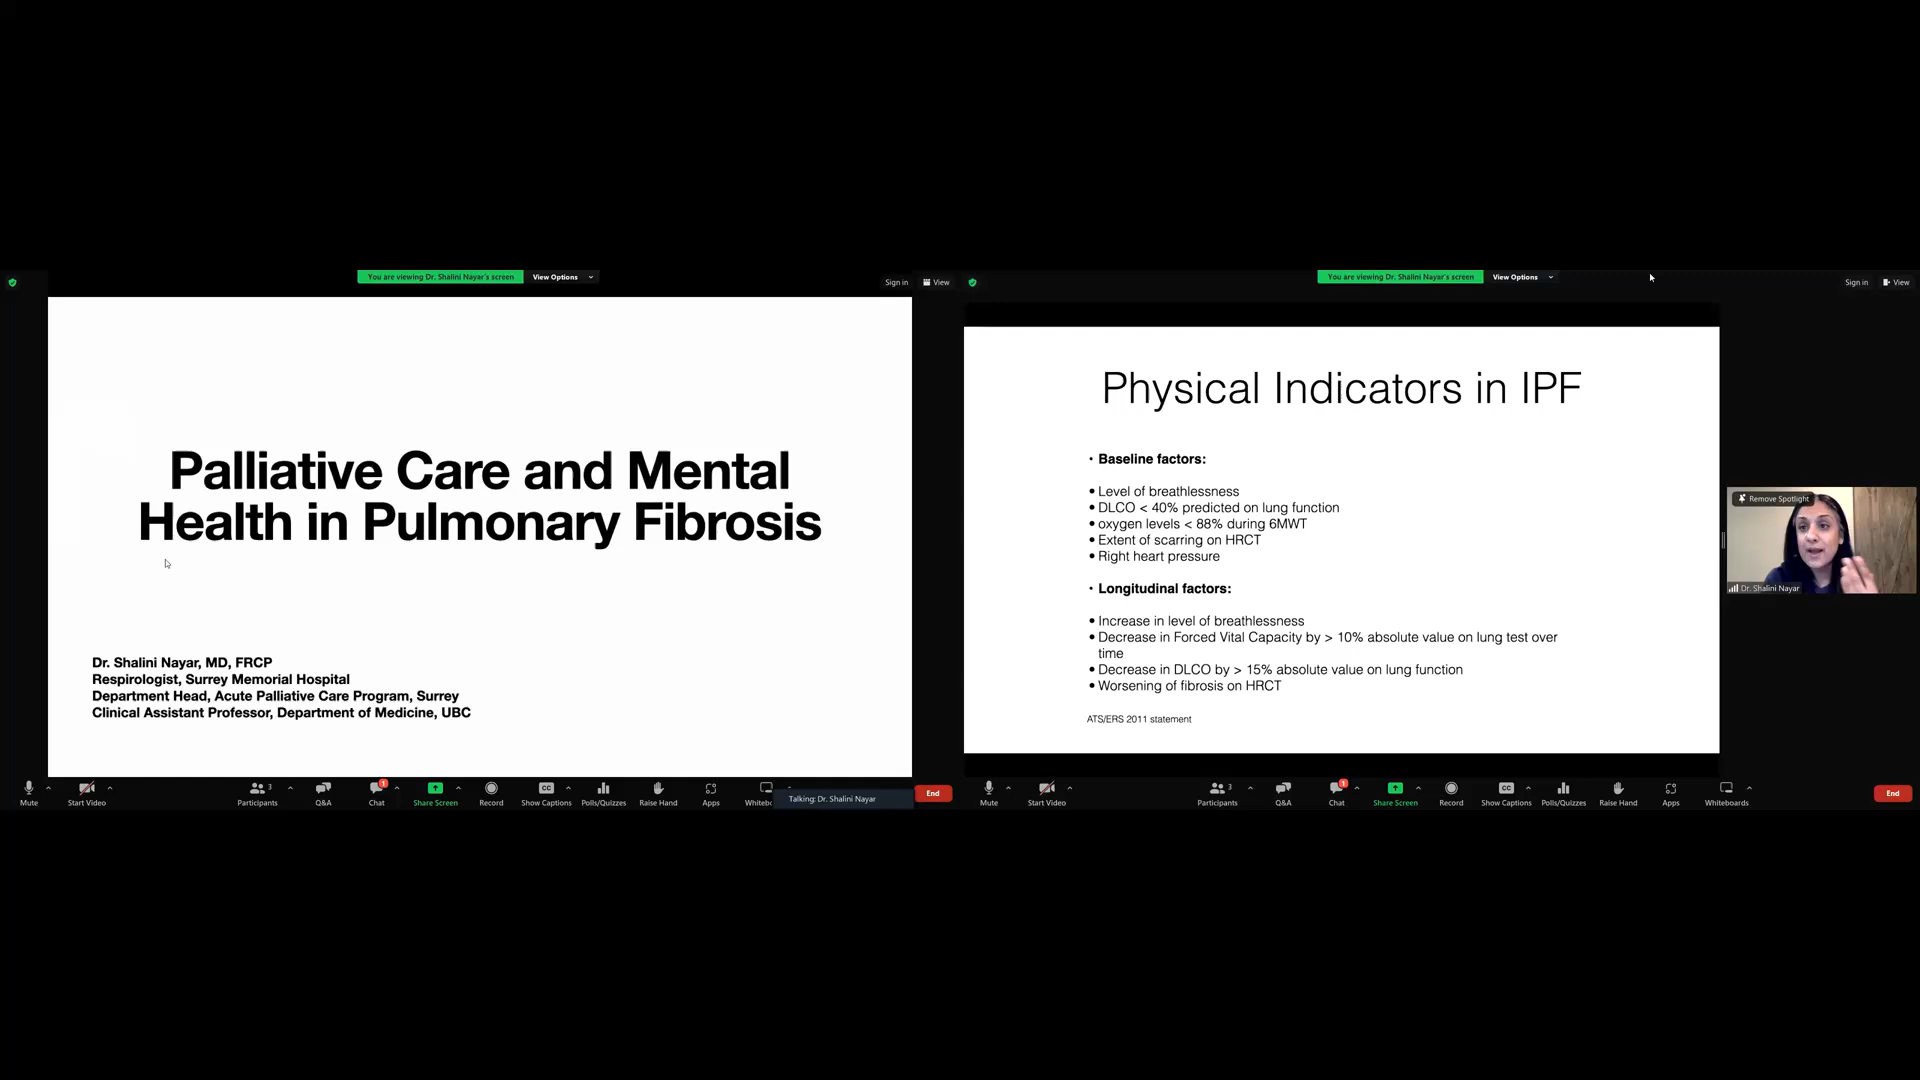 You are viewing Dr. Shalini Nayar's screen
View Options
Sign in
View
Palliative Care and Mental
Health in Pulmonary Fibrosis
Dr. Shalini Nayar, MD, FRCP
Respirologist, Surrey Memorial Hospital
Department Head, Acute Palliative Care Program, Surrey
Clinical Assistant Professor, Department of Medicine, UBC
Mute
Start Video
3
Participants
Q&A
1
Chat
Share Screen
Record
CC
Show Captions
Polls/Quizzes
Raise Hand
Apps
Talking: Dr. Shalini Nayar
End
You are viewing Dr. Shalini Nayar's screen
View Options
Sign in
View
Physical Indicators in IPF
• Baseline factors:
• Level of breathlessness
• DLCO < 40% predicted on lung function
• oxygen levels < 88% during 6MWT
• Extent of scarring on HRCT
• Right heart pressure
• Longitudinal factors:
• Increase in level of breathlessness
• Decrease in Forced Vital Capacity by > 10% absolute value on lung test over
time
• Decrease in DLCO by > 15% absolute value on lung function
• Worsening of fibrosis on HRCT
ATS/ERS 2011 statement
Remove Spotlight
Dr. Shalini Nayar
Mute
Start Video
3
Participants
Q&A
1
Chat
Share Screen
Record
CC
Show Captions
Polls/Quizzes
Raise Hand
Apps
Whiteboards
End